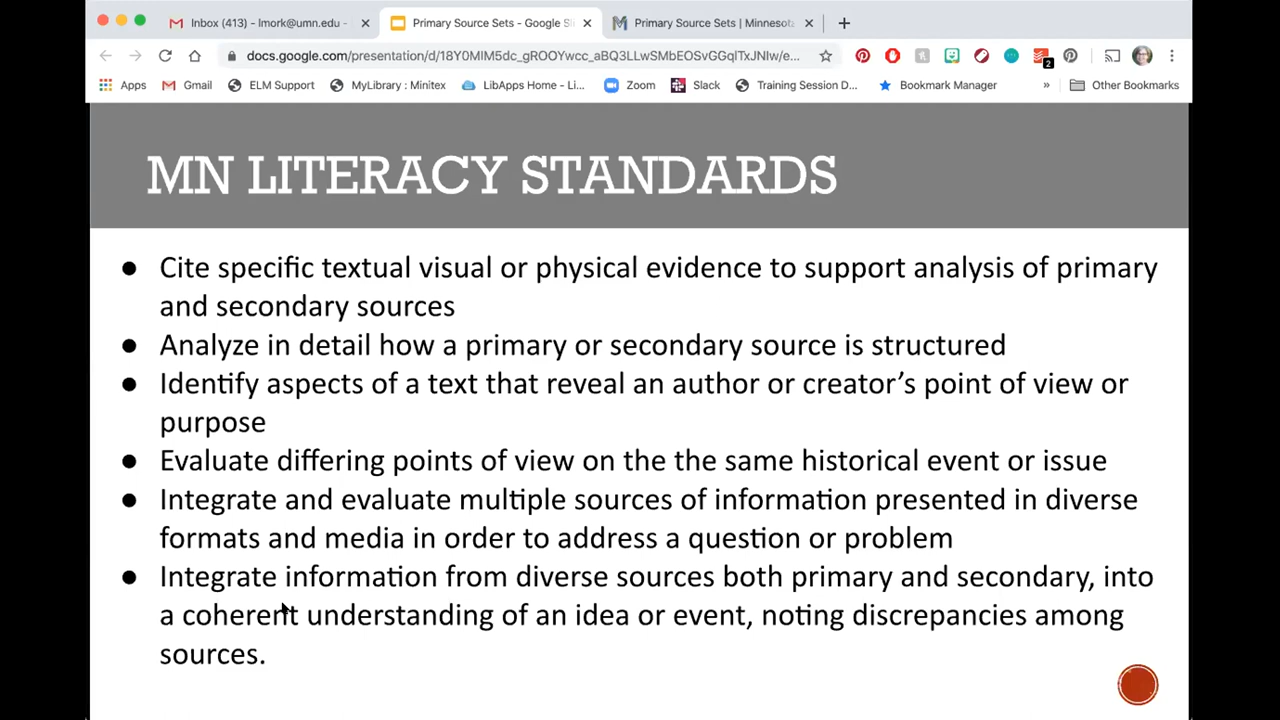 Inbox (413) - lmork@umn.edu -
Primary Source Sets - Google Sl
Primary Source Sets | Minnesota
docs.google.com/presentation/d/18Y0MIM5dc_gROOYwcc_aBQ3LLwSMbEOSvGGqlTxJNIw/e...
2
Apps Gmail ELM Support MyLibrary : Minitex LibApps Home - Li... Zoom Slack Training Session D... Bookmark Manager » Other Bookmarks
MN LITERACY STANDARDS
● Cite specific textual visual or physical evidence to support analysis of primary
and secondary sources
● Analyze in detail how a primary or secondary source is structured
● Identify aspects of a text that reveal an author or creator's point of view or
purpose
● Evaluate differing points of view on the the same historical event or issue
● Integrate and evaluate multiple sources of information presented in diverse
formats and media in order to address a question or problem
● Integrate information from diverse sources both primary and secondary, into
a coherent understanding of an idea or event, noting discrepancies among
sources.